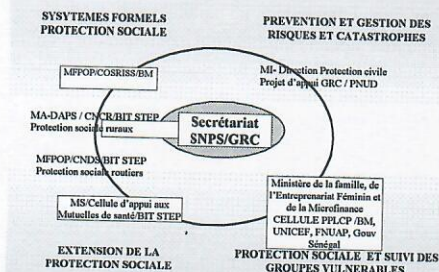 SYSYTEMES FORMELS
PROTECTION SOCIALE
PREVENTION ET GESTION DES
RISQUES ET CATASTROPHES
MFPOP/COSRISS/BM
MI- Direction Protection civile
Projet d'appui GRC / PNUD
MA-DAPS / CNCR/BIT STEP
Protection sociale ruraux
Secrétariat
SNPS/GRC
MFPOP/CNDS/BIT STEP
Protection sociale routiers
MS/Cellule d'appui aux
Mutuelles de santé/BIT STEP
Ministère de la famille, de
l'Entreprenariat Féminin et
de la Microfinance
CELLULE PPLCP /BM,
UNICEF, FNUAP, Gouv
Sénégal
EXTENSION DE LA
PROTECTION SOCIALE
PROTECTION SOCIALE ET SUIVI DES
GROUPES VULNERABLES